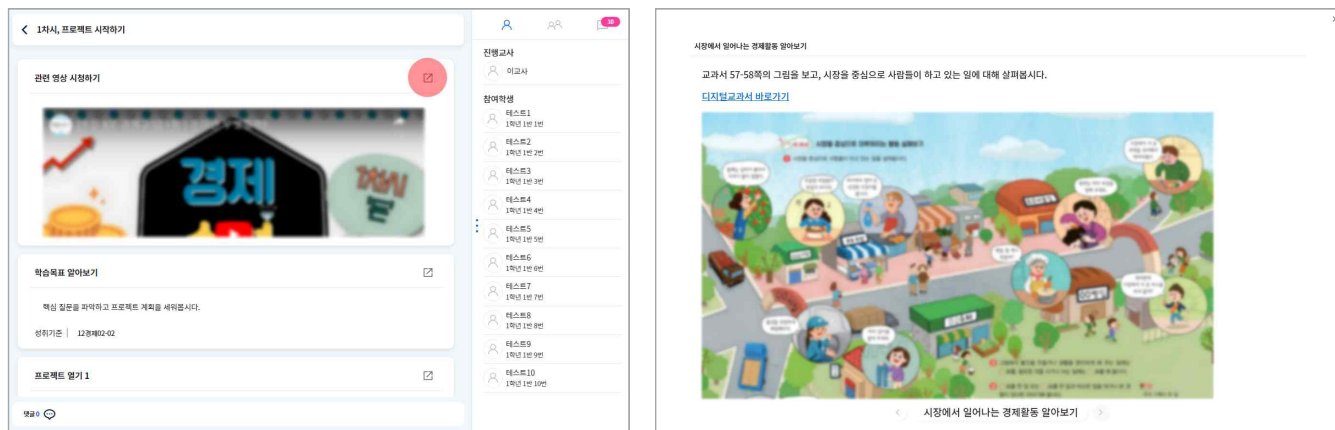 1차시, 프로젝트 시작하기
관련 영상 시청하기
경제
1차시
학습목표 알아보기
핵심 질문을 파악하고 프로젝트 계획을 세워봅시다.
성취기준 | 12경제02-02
프로젝트 열기 1
댓글 0
10
진행교사
이교사
참여학생
테스트1
1학년 1반 1번
테스트2
1학년 1반 2번
테스트3
1학년 1반 3번
테스트4
1학년 1반 4번
테스트5
1학년 1반 5번
테스트6
1학년 1반 6번
테스트7
1학년 1반 7번
테스트8
1학년 1반 8번
테스트9
1학년 1반 9번
테스트10
1학년 1반 10번
시장에서 일어나는 경제활동 알아보기
교과서 57-58쪽의 그림을 보고, 시장을 중심으로 사람들이 하고 있는 일에 대해 살펴봅시다.
디지털교과서 바로가기
시장에서 일어나는 경제활동 알아보기